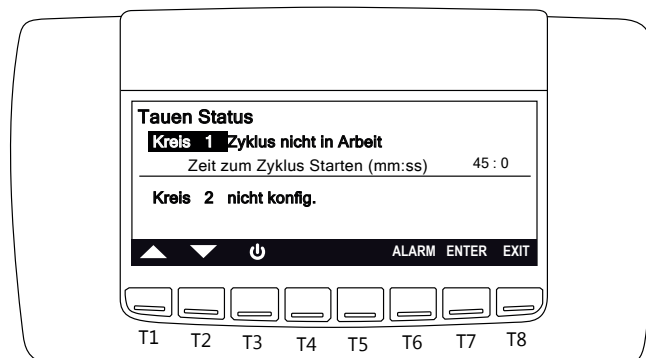 Tauen Status
Kreis 1 Zyklus nicht in Arbeit
Zeit zum Zyklus Starten (mm:ss) 45 : 0
Kreis 2 nicht konfig.
ALARM ENTER EXIT
T1 T2 T3 T4 T5 T6 T7 T8